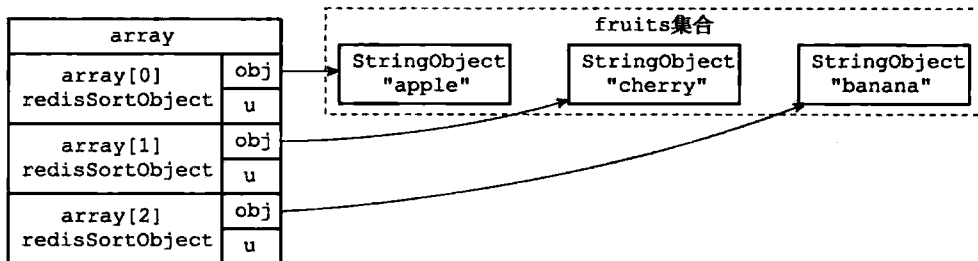 array
array[0]
redisSortObject
obj
u
array[1]
redisSortObject
obj
u
array[2]
redisSortObject
obj
u
fruits集合
StringObject
"apple"
StringObject
"cherry"
StringObject
"banana"